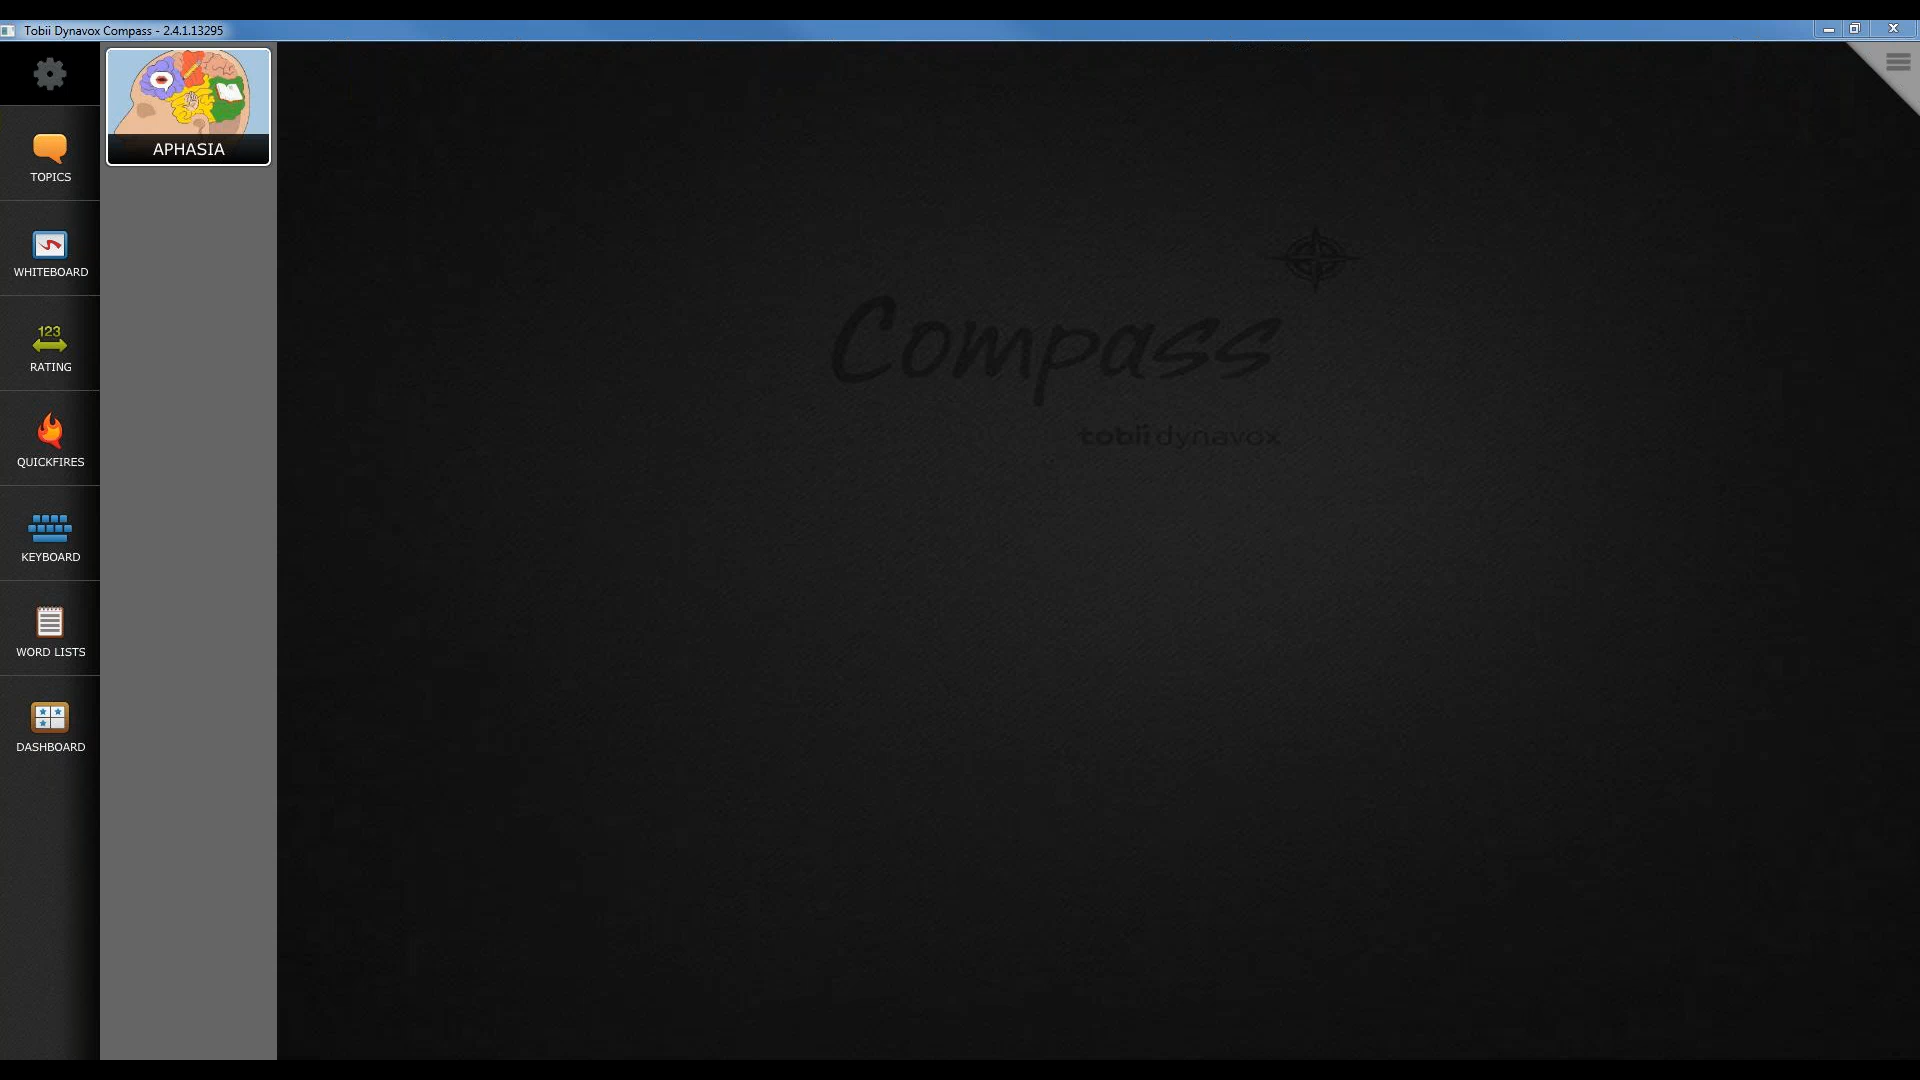 Tobii Dynavox Compass - 2.4.1.13295
APHASIA
TOPICS
WHITEBOARD
123
RATING
QUICKFIRES
KEYBOARD
WORD LISTS
DASHBOARD
Compass
tobii dynavox